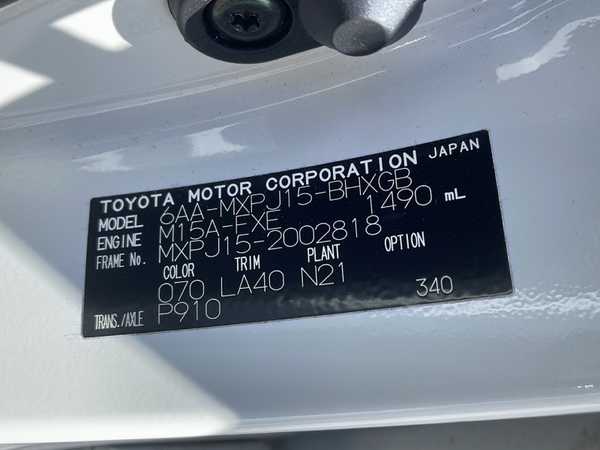 TOYOTA MOTOR CORPORATION JAPAN
MODEL 6AA-MXPJ15-BHXGB
ENGINE M15A-FXE 1490 mL
FRAME No. MXPJ15-2002818
COLOR TRIM PLANT OPTION
070 LA40 N21
TRANS./AXLE P910 340